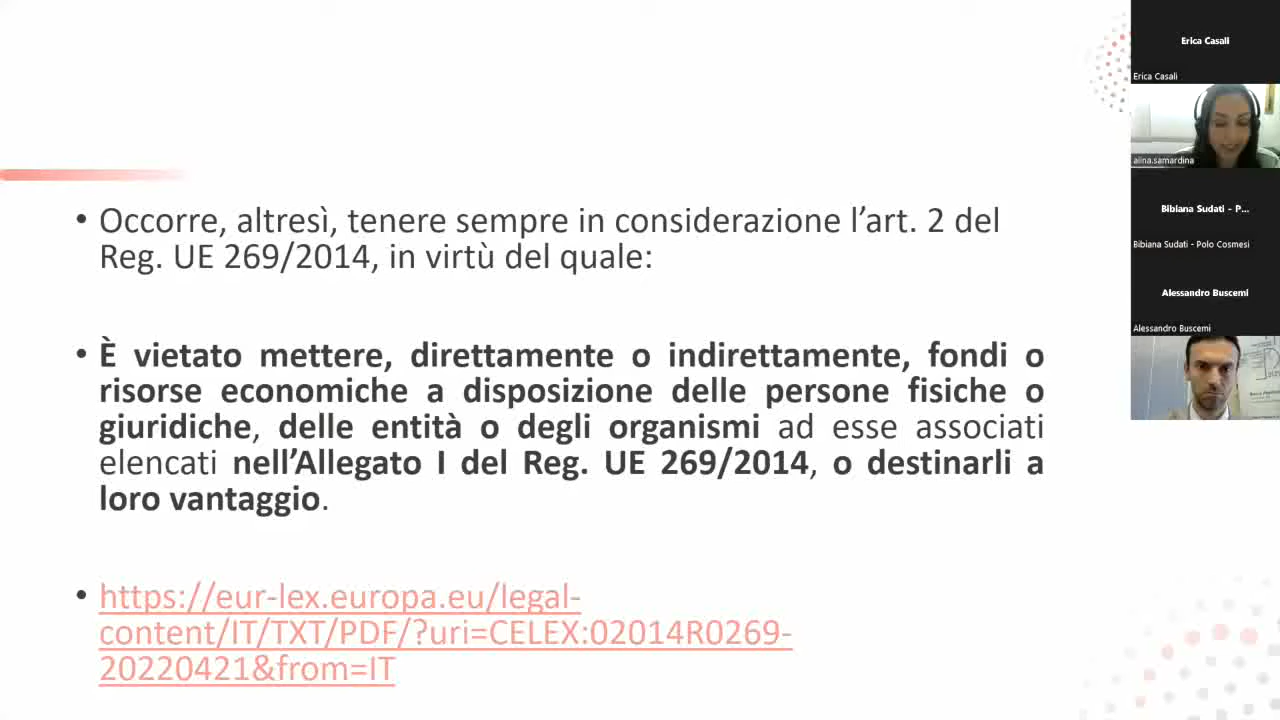 • Occorre, altresì, tenere sempre in considerazione l’art. 2 del
Reg. UE 269/2014, in virtù del quale:
• È vietato mettere, direttamente o indirettamente, fondi o
risorse economiche a disposizione delle persone fisiche o
giuridiche, delle entità o degli organismi ad esse associati
elencati nell’Allegato I del Reg. UE 269/2014, o destinarli a
loro vantaggio.
• https://eur-lex.europa.eu/legal-
content/IT/TXT/PDF/?uri=CELEX:02014R0269-
20220421&from=IT
Erica Casali
Erica Casali
alina.samardina
Bibiana Sudati - P...
Bibiana Sudati - Polo Cosmesi
Alessandro Buscemi
Alessandro Buscemi